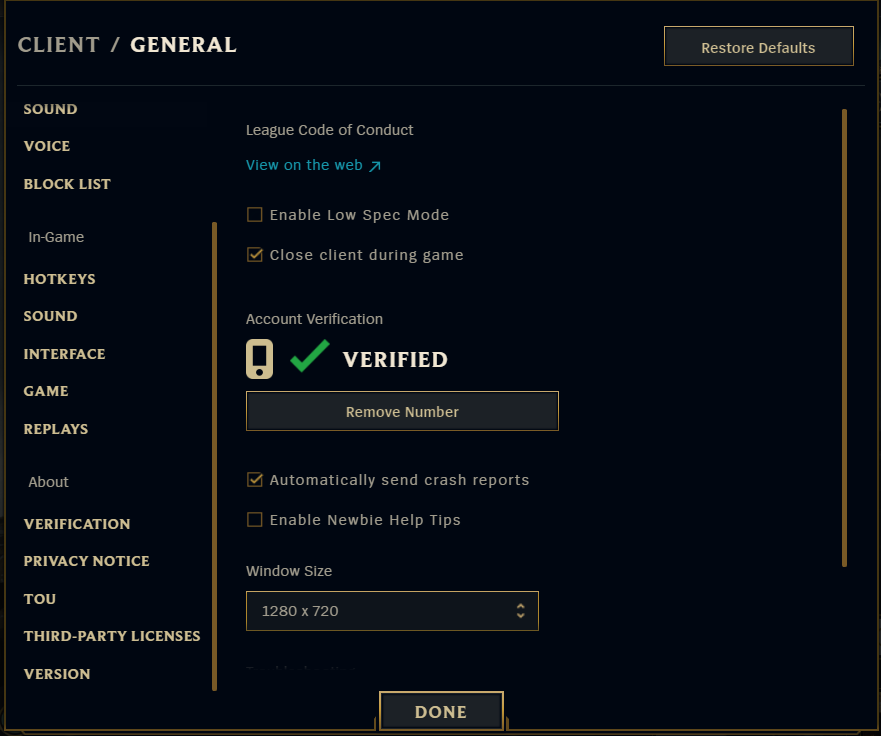 CLIENT / GENERAL
Restore Defaults
SOUND
VOICE
BLOCK LIST
In-Game
HOTKEYS
SOUND
INTERFACE
GAME
REPLAYS
About
VERIFICATION
PRIVACY NOTICE
TOU
THIRD-PARTY LICENSES
VERSION
League Code of Conduct
View on the web
Enable Low Spec Mode
Close client during game
Account Verification
VERIFIED
Remove Number
Automatically send crash reports
Enable Newbie Help Tips
Window Size
1280 x 720
DONE